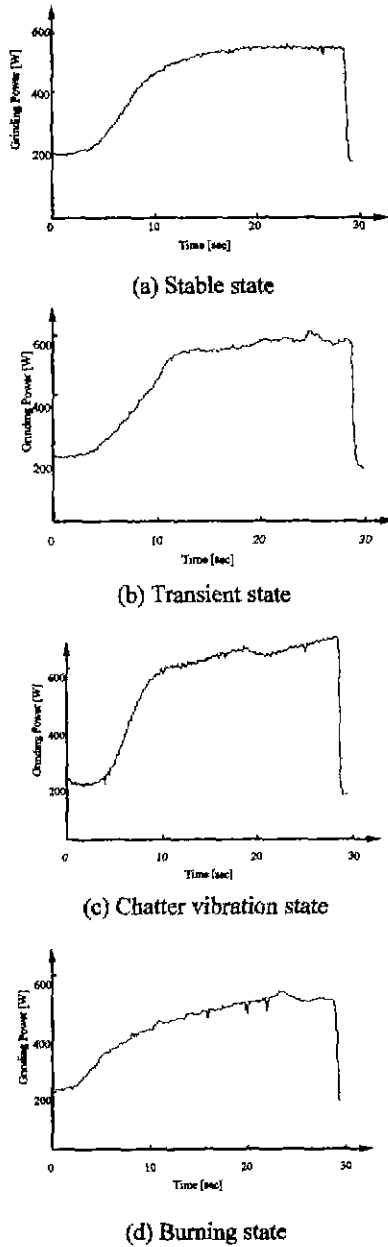 Grinding Power [W]
600
400
200
0 10 20 30
Time [sec]
(a) Stable state
Grinding Power [W]
600
400
200
0 10 20 30
Time [sec]
(b) Transient state
Grinding Power [W]
600
400
200
0 10 20 30
Time [sec]
(c) Chatter vibration state
Grinding Power [W]
600
400
200
0 10 20 30
Time [sec]
(d) Burning state